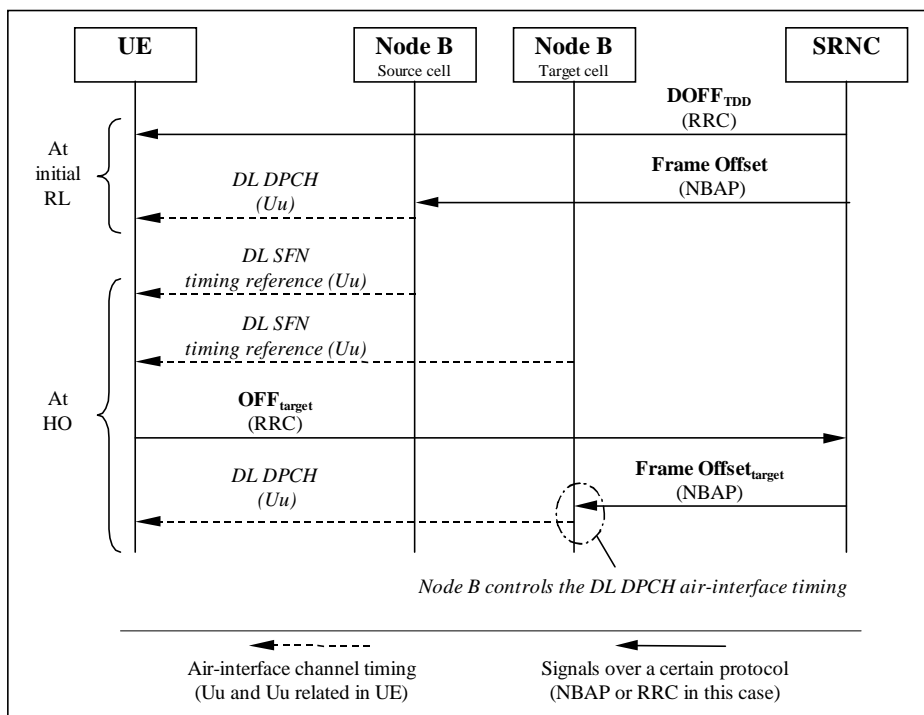 UE
Node B
Source cell
Node B
Target cell
SRNC
DOFF_TDD
(RRC)
At
initial
RL
Frame Offset
(NBAP)
DL DPCH
(Uu)
DL SFN
timing reference (Uu)
DL SFN
timing reference (Uu)
At
HO
OFF_target
(RRC)
Frame Offset_target
(NBAP)
DL DPCH
(Uu)
Node B controls the DL DPCH air-interface timing
Air-interface channel timing
(Uu and Uu related in UE)
Signals over a certain protocol
(NBAP or RRC in this case)